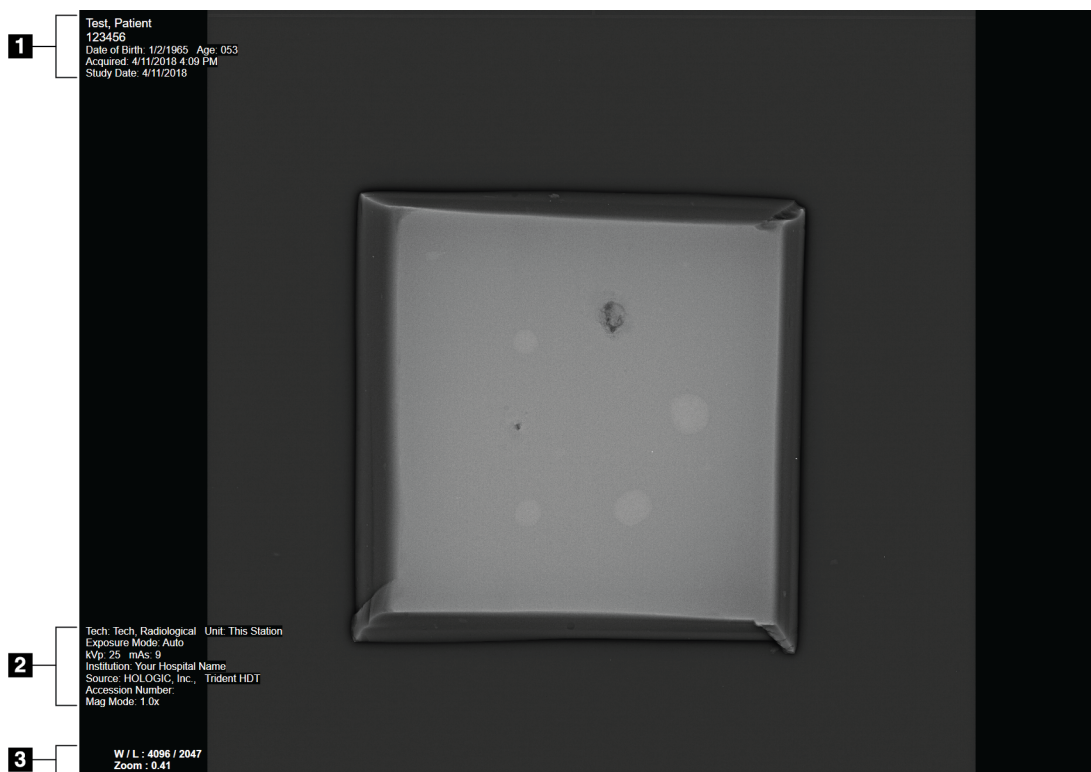 1
Test, Patient
123456
Date of Birth: 1/2/1965 Age: 053
Acquired: 4/11/2018 4:09 PM
Study Date: 4/11/2018
2
Tech: Tech, Radiological Unit: This Station
Exposure Mode: Auto
kVp: 25 mAs: 9
Institution: Your Hospital Name
Source: HOLOGIC, Inc., Trident HDT
Accession Number:
Mag Mode: 1.0x
3
W / L : 4096 / 2047
Zoom : 0.41